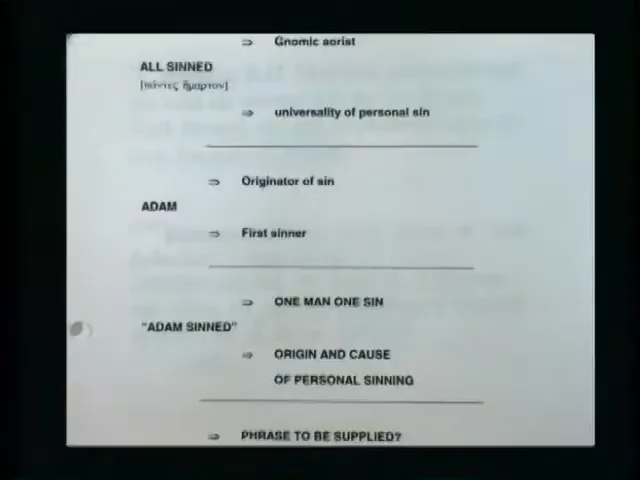 ⇒ Gnomic aorist
ALL SINNED
[πάντες ἥμαρτον]
⇒ universality of personal sin
⇒ Originator of sin
ADAM
⇒ First sinner
⇒ ONE MAN ONE SIN
"ADAM SINNED"
⇒ ORIGIN AND CAUSE
OF PERSONAL SINNING
⇒ PHRASE TO BE SUPPLIED?